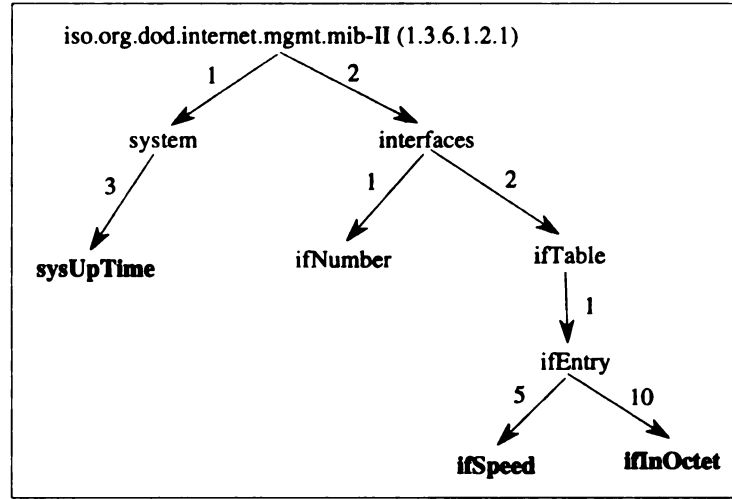 iso.org.dod.internet.mgmt.mib-II (1.3.6.1.2.1)
1
2
system
interfaces
3
1
2
sysUpTime
ifNumber
ifTable
1
ifEntry
5
10
ifSpeed
ifInOctet